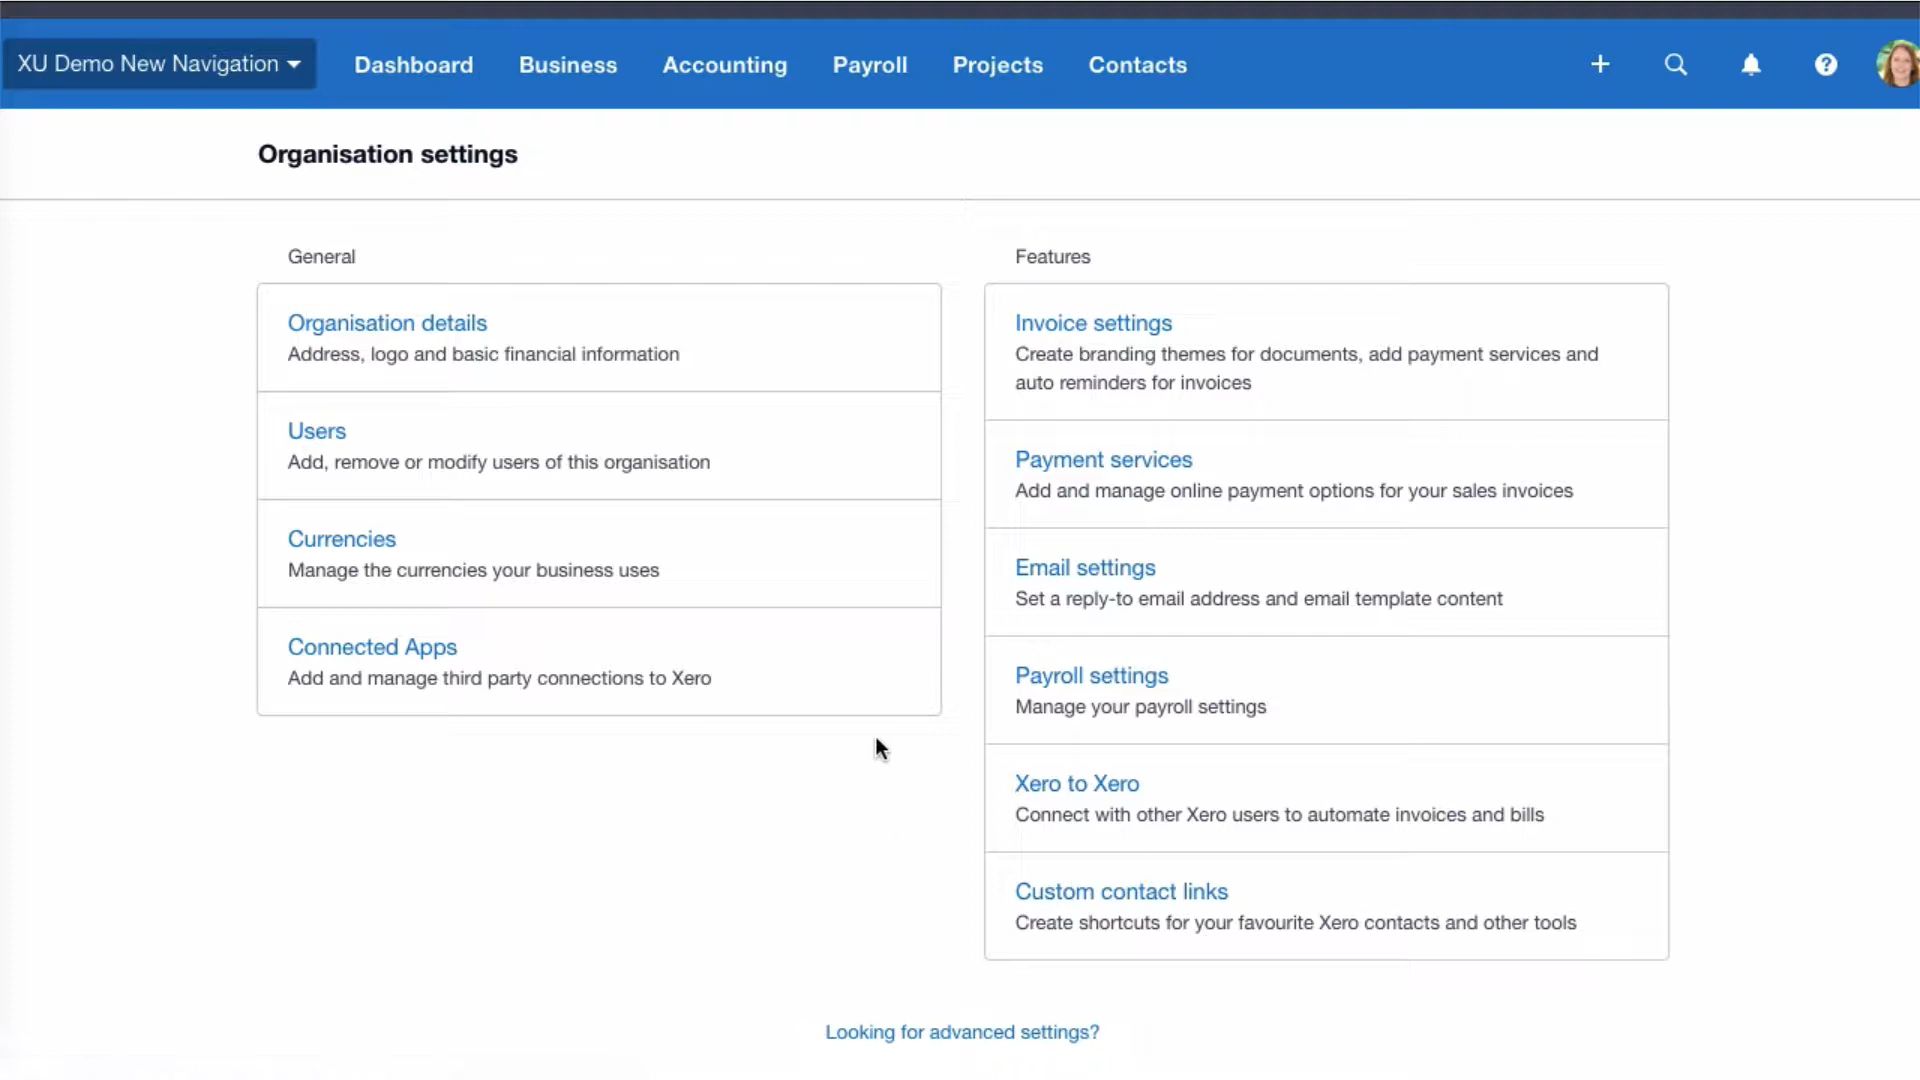 XU Demo New Navigation
Dashboard
Business
Accounting
Payroll
Projects
Contacts
Organisation settings
General
Organisation details
Address, logo and basic financial information
Users
Add, remove or modify users of this organisation
Currencies
Manage the currencies your business uses
Connected Apps
Add and manage third party connections to Xero
Features
Invoice settings
Create branding themes for documents, add payment services and
auto reminders for invoices
Payment services
Add and manage online payment options for your sales invoices
Email settings
Set a reply-to email address and email template content
Payroll settings
Manage your payroll settings
Xero to Xero
Connect with other Xero users to automate invoices and bills
Custom contact links
Create shortcuts for your favourite Xero contacts and other tools
Looking for advanced settings?